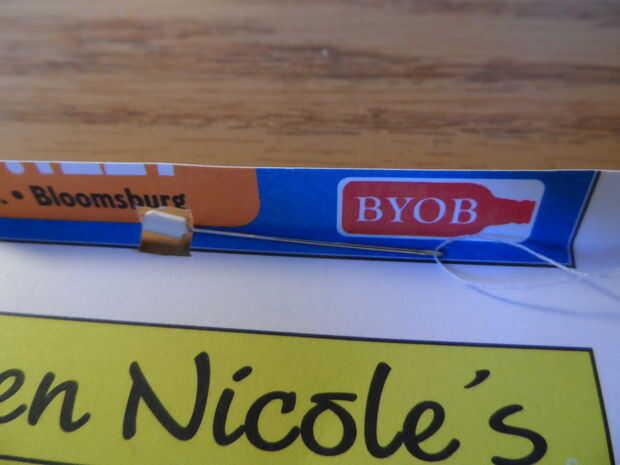 . • Bloomsburg
BYOB
en Nicole's